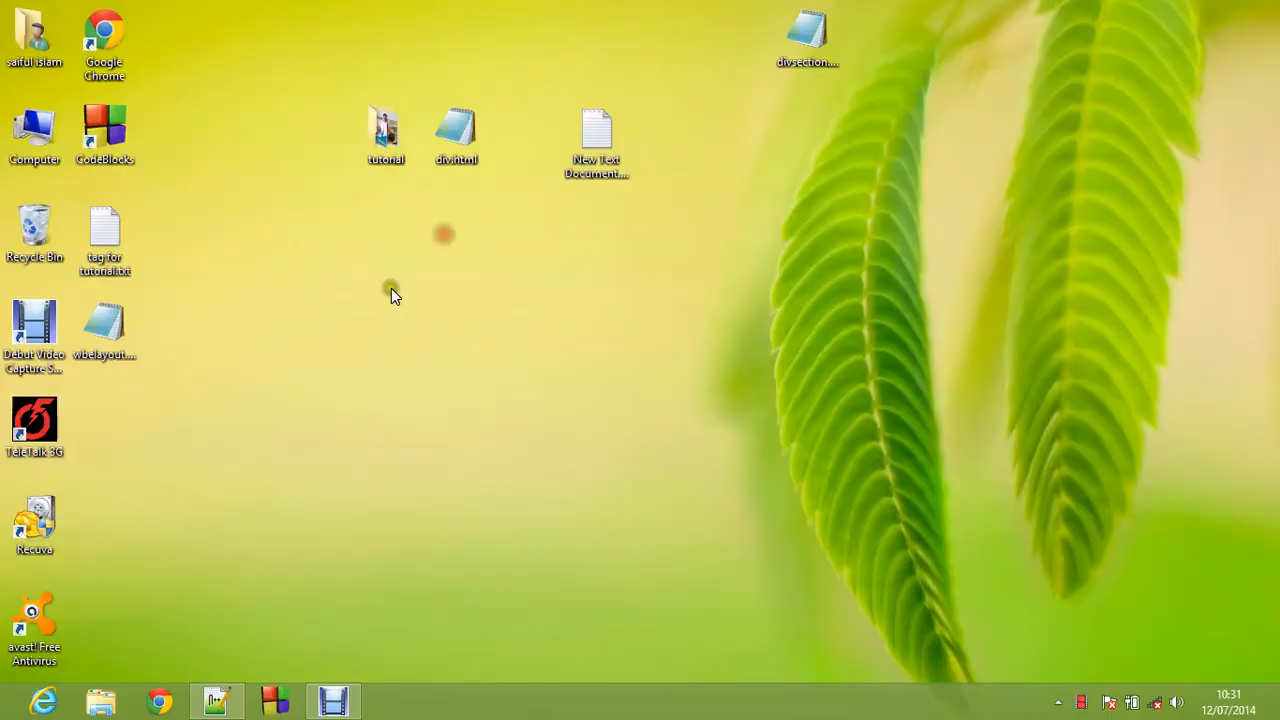 saiful islam
Google
Chrome
divsection....
Computer
CodeBlocks
tutorial
div.html
New Text
Document....
Recycle Bin
tag for
tutorial.txt
Debut Video
Capture S...
wbelayout....
TeleTalk 3G
Recuva
avast! Free
Antivirus
10:31
12/07/2014